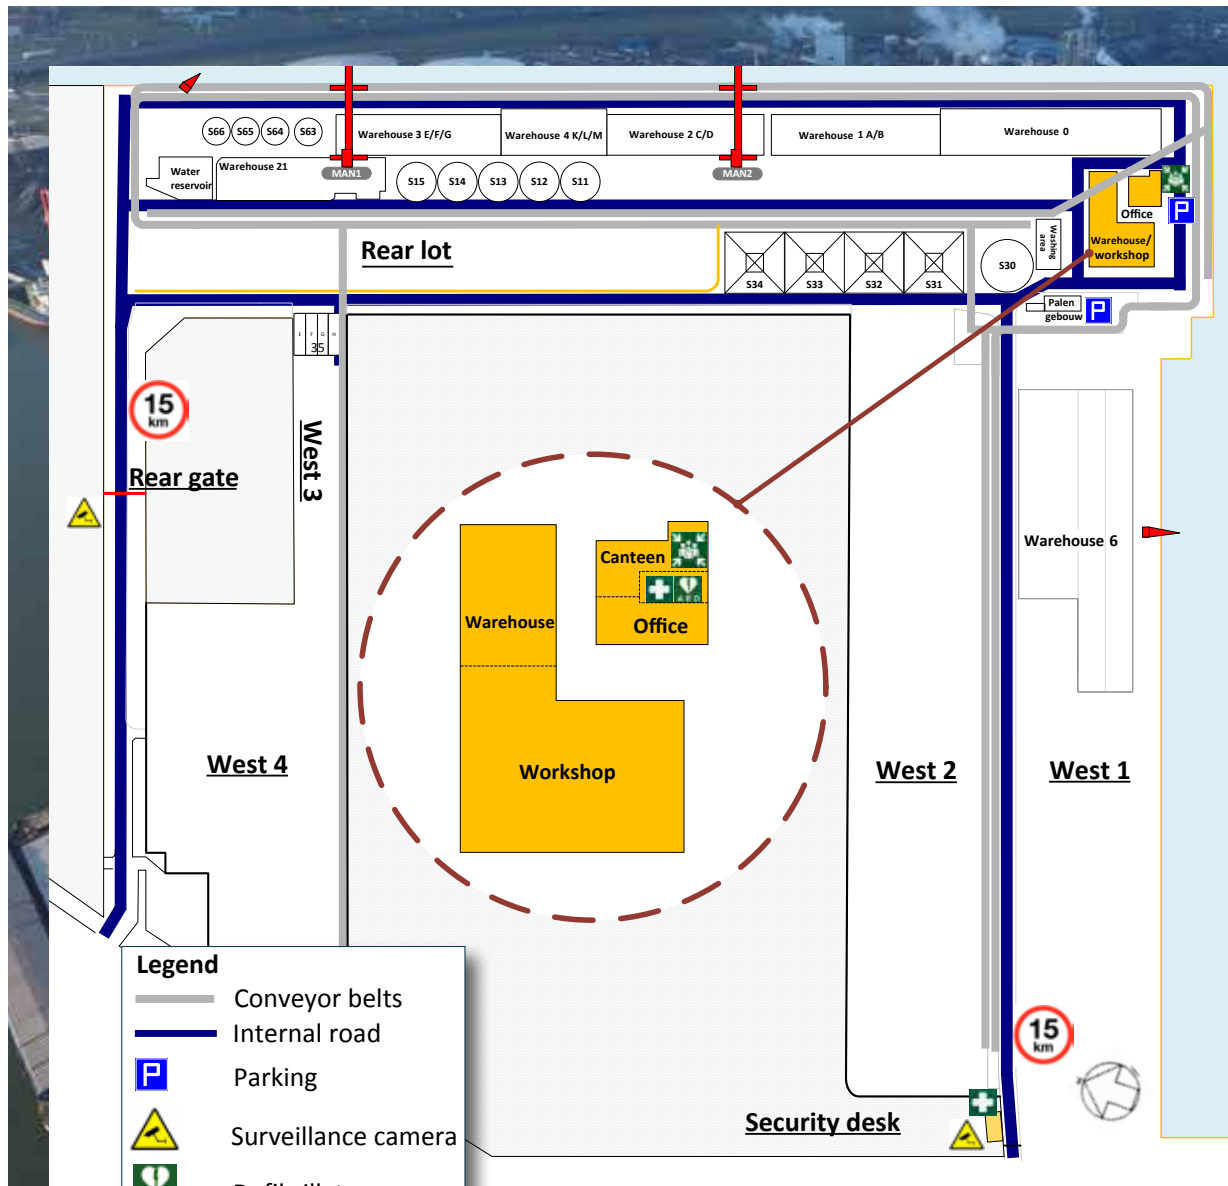 S66
S65
S64
S63
Warehouse 3 E/F/G
Warehouse 4 K/L/M
Warehouse 2 C/D
Warehouse 1 A/B
Warehouse 0
Water
reservoir
Warehouse 21
MAN1
S15
S14
S13
S12
S11
MAN2
Office
P
Washing
area
Warehouse/
workshop
Rear lot
S34
S33
S32
S31
S30
Palen
gebouw
P
E F G H
35
15
km
Rear gate
West 3
Warehouse 6
Canteen
AED
Warehouse
Office
West 4
Workshop
West 2
West 1
Legend
Conveyor belts
Internal road
P
Parking
Surveillance camera
15
km
Security desk